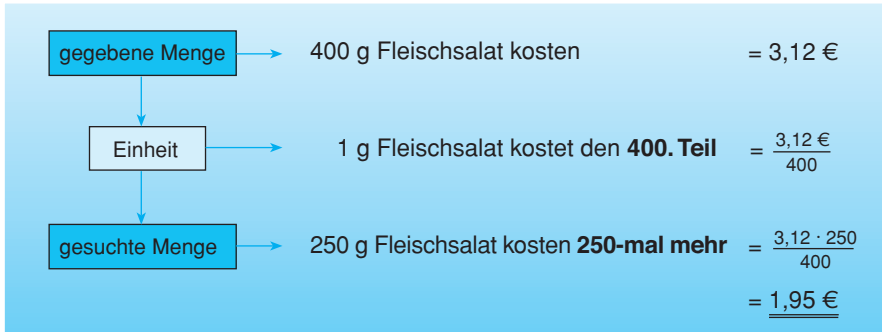 gegebene Menge 400 g Fleischsalat kosten = 3,12 €
Einheit 1 g Fleischsalat kostet den 400. Teil = 3,12 € / 400
gesuchte Menge 250 g Fleischsalat kosten 250-mal mehr = 3,12 · 250 / 400
= 1,95 €